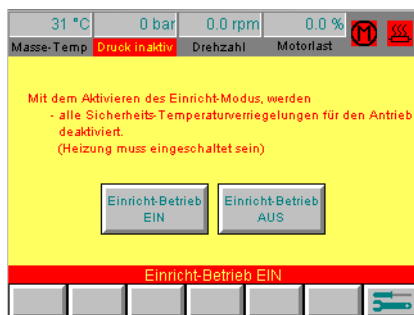 31 °C 0 bar 0.0 rpm 0.0 %
Masse-Temp Druck inaktiv Drehzahl Motorlast
M
Mit dem Aktivieren des Einricht-Modus, werden
- alle Sicherheits-Temperaturverriegelungen für den Antrieb
deaktiviert.
(Heizung muss eingeschaltet sein)
Einricht-Betrieb
EIN
Einricht-Betrieb
AUS
Einricht-Betrieb EIN